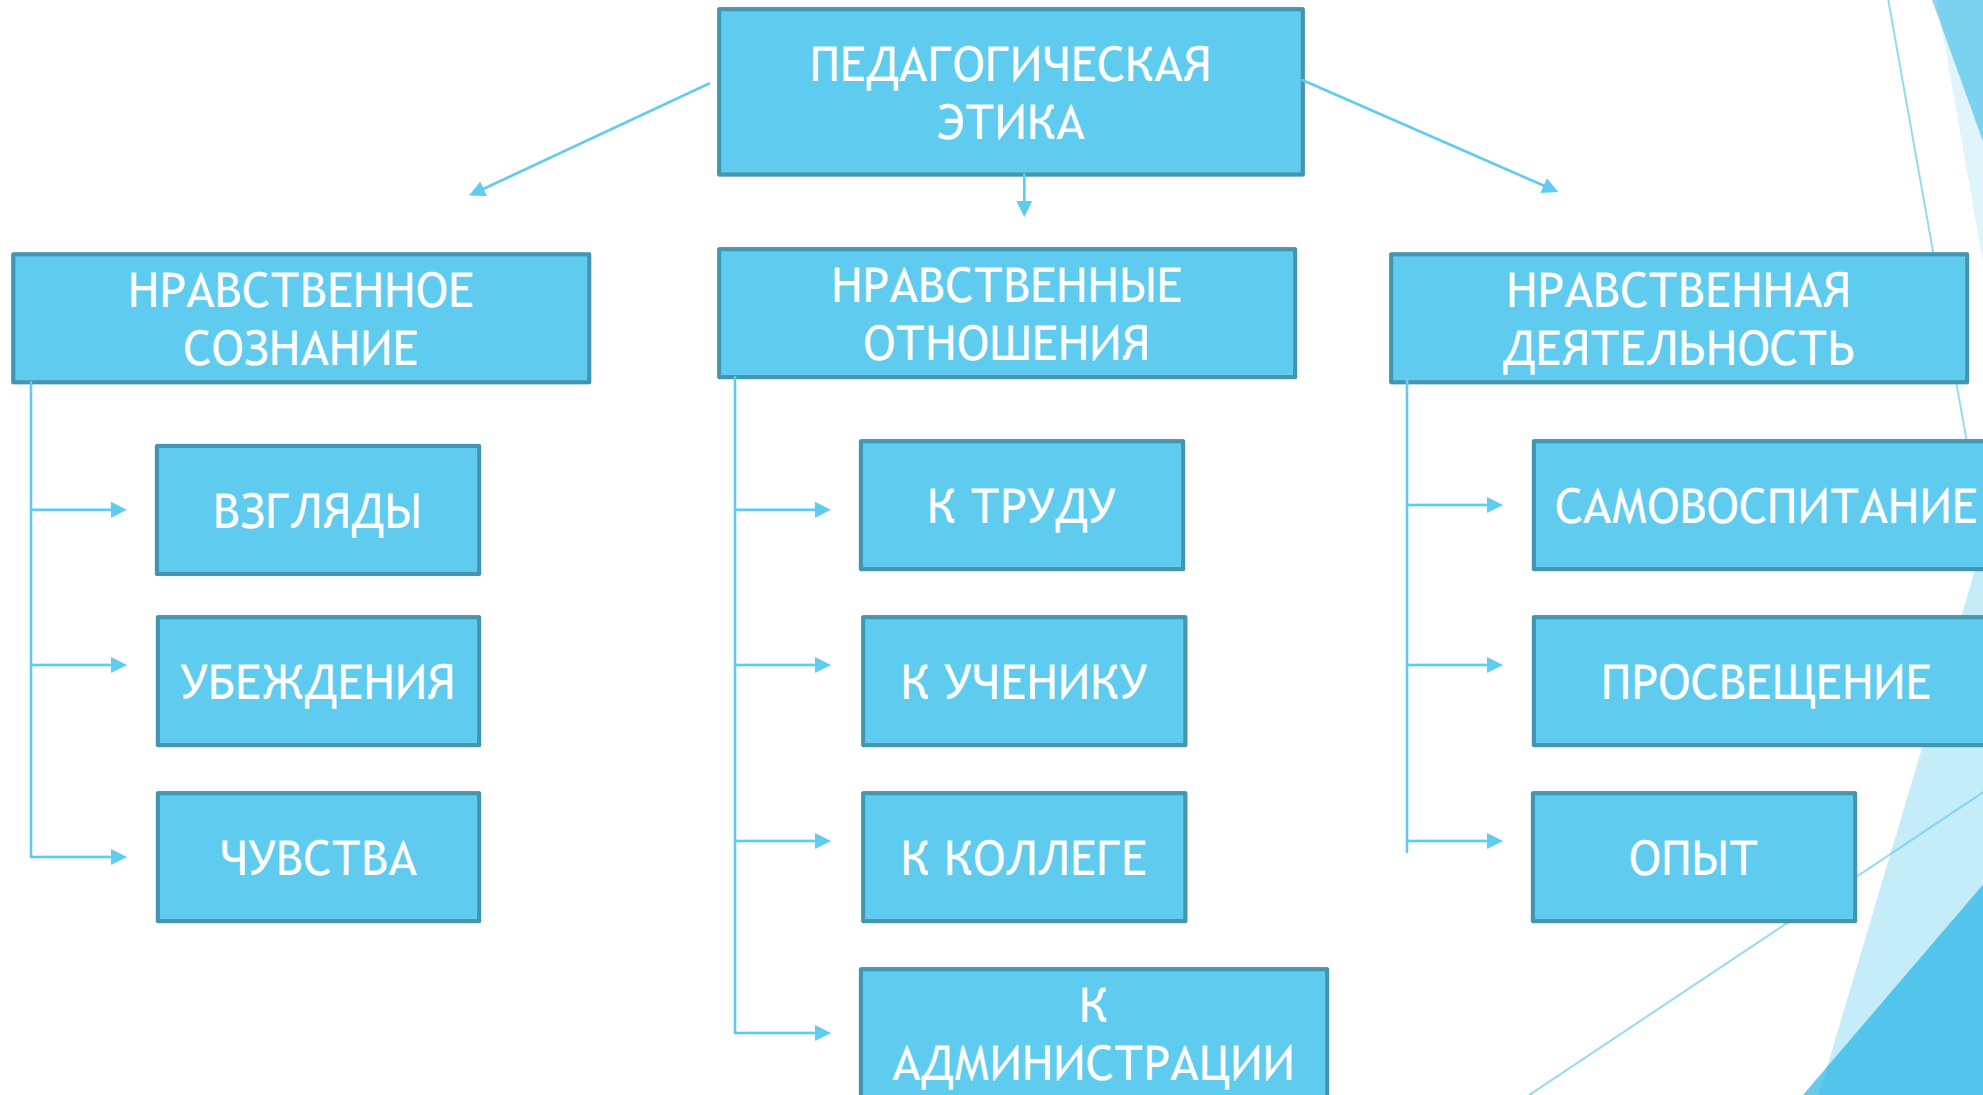 ПЕДАГОГИЧЕСКАЯ
ЭТИКА
НРАВСТВЕННОЕ
СОЗНАНИЕ
ВЗГЛЯДЫ
УБЕЖДЕНИЯ
ЧУВСТВА
НРАВСТВЕННЫЕ
ОТНОШЕНИЯ
К ТРУДУ
К УЧЕНИКУ
К КОЛЛЕГЕ
К
АДМИНИСТРАЦИИ
НРАВСТВЕННАЯ
ДЕЯТЕЛЬНОСТЬ
САМОВОСПИТАНИЕ
ПРОСВЕЩЕНИЕ
ОПЫТ